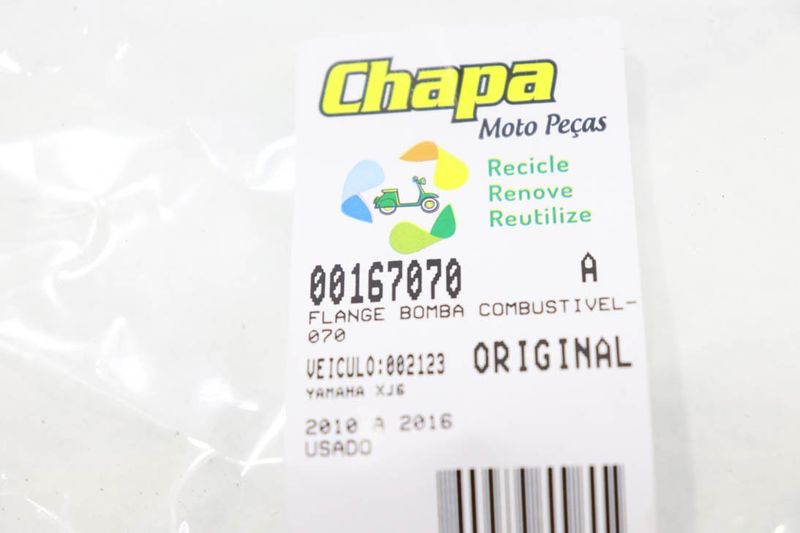 Chapa
Moto Peças
Recicle
Renove
Reutilize
00167070 A
FLANGE BOMBA COMBUSTIVEL-
070
VEICULO:002123 ORIGINAL
YAMAHA XJ6
2010 A 2016
USADO